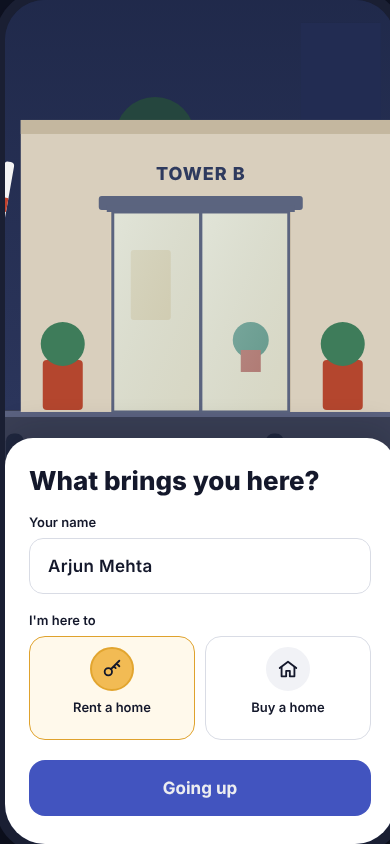 TOWER B
What brings you here?
Your name
Arjun Mehta
I'm here to
Rent a home
Buy a home
Going up